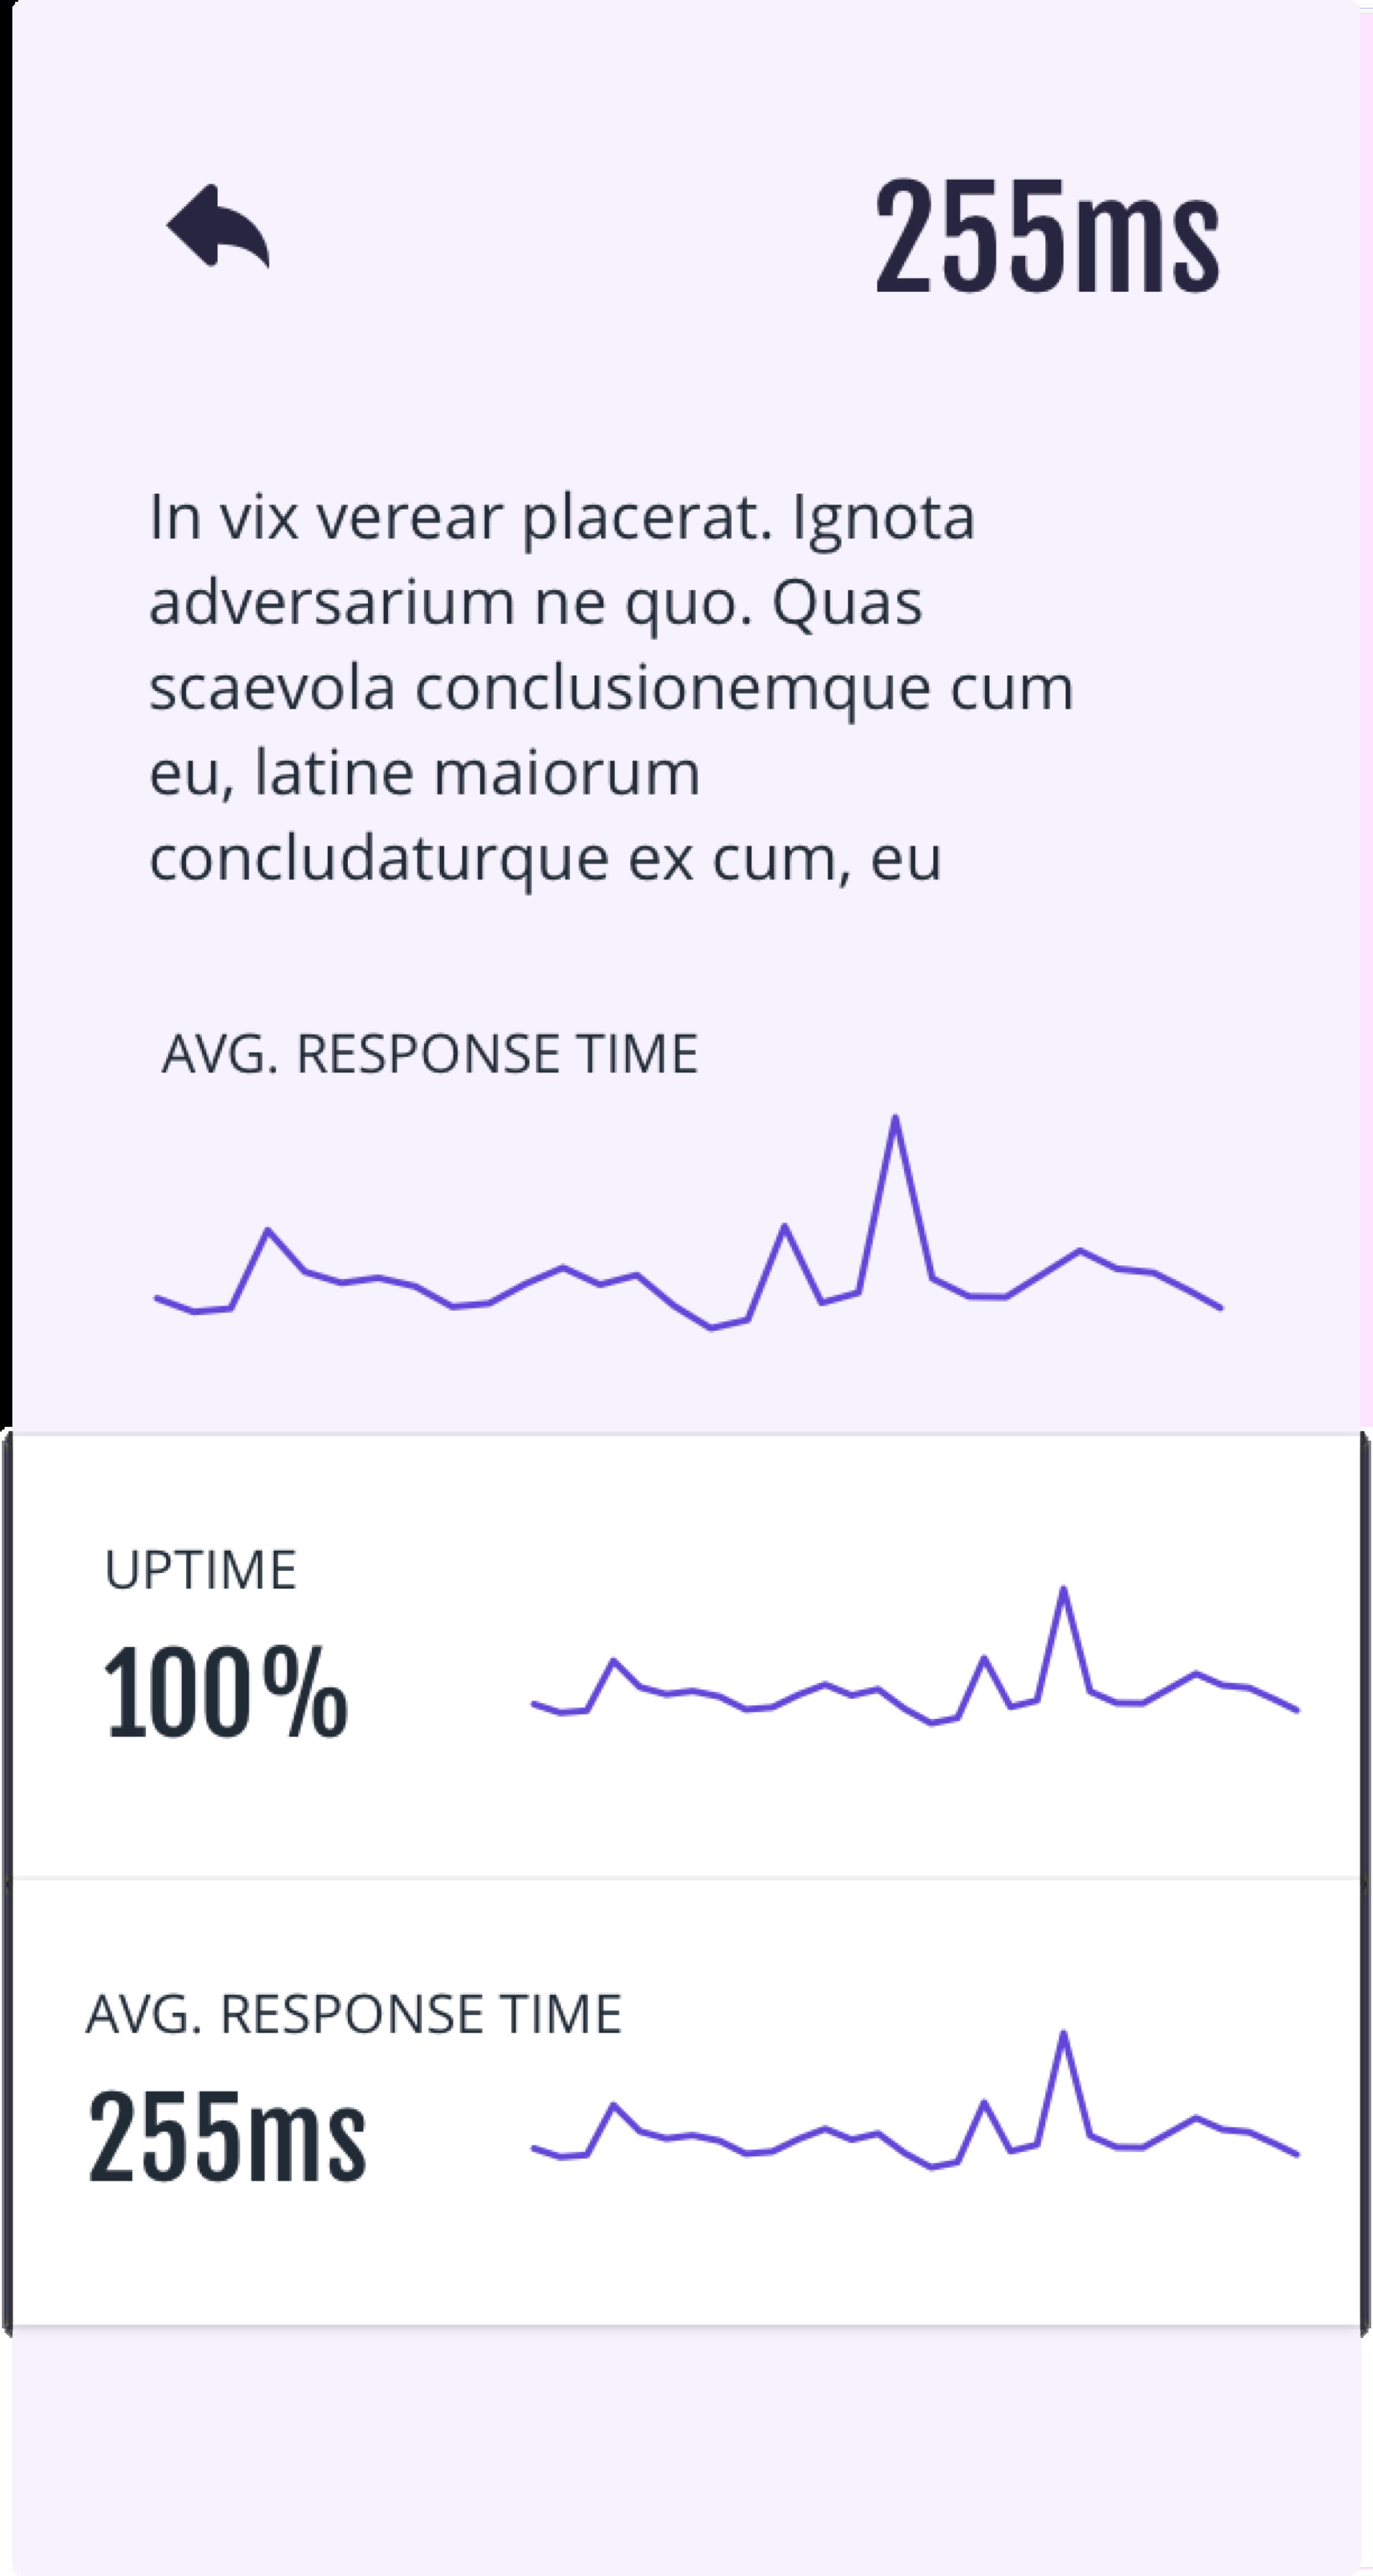 255ms
In vix verear placerat. Ignota
adversarium ne quo. Quas
scaevola conclusionemque cum
eu, latine maiorum
concludaturque ex cum, eu
AVG. RESPONSE TIME
UPTIME
100%
AVG. RESPONSE TIME
255ms